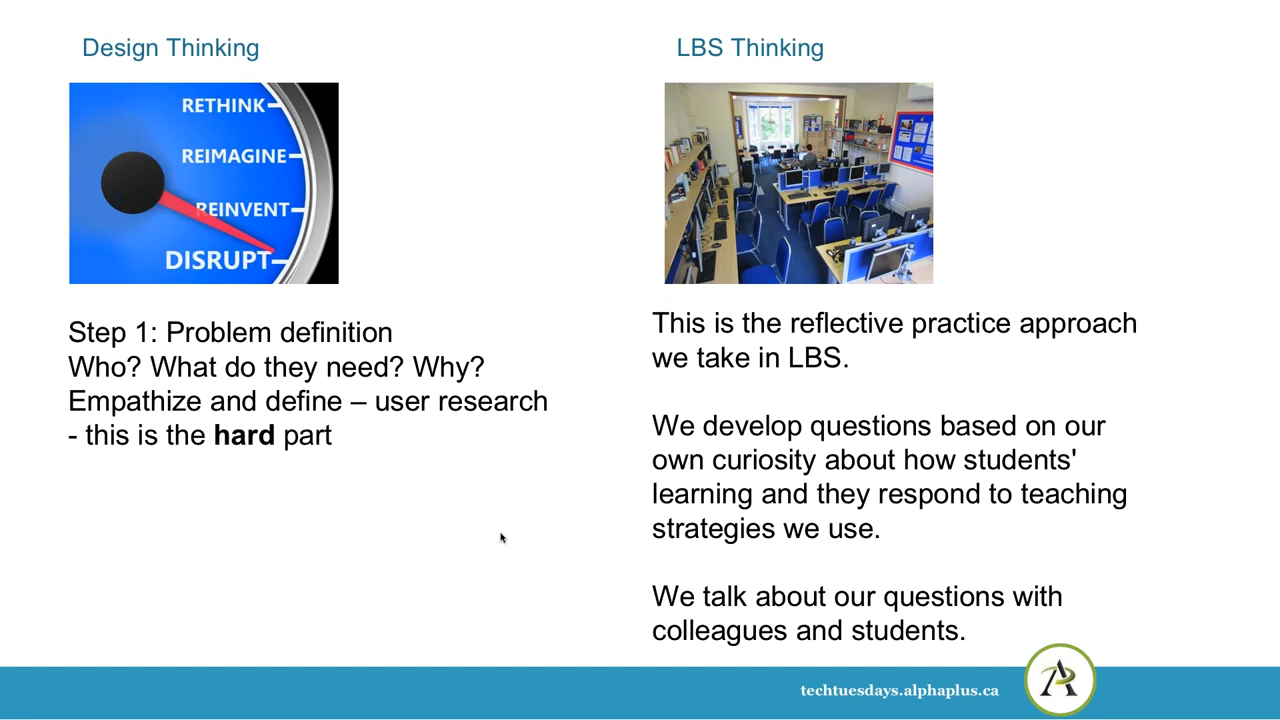 Design Thinking
RETHINK
REIMAGINE
REINVENT
DISRUPT
Step 1: Problem definition
Who? What do they need? Why?
Empathize and define – user research
- this is the hard part
LBS Thinking
This is the reflective practice approach
we take in LBS.
We develop questions based on our
own curiosity about how students'
learning and they respond to teaching
strategies we use.
We talk about our questions with
colleagues and students.
techtuesdays.alphaplus.ca